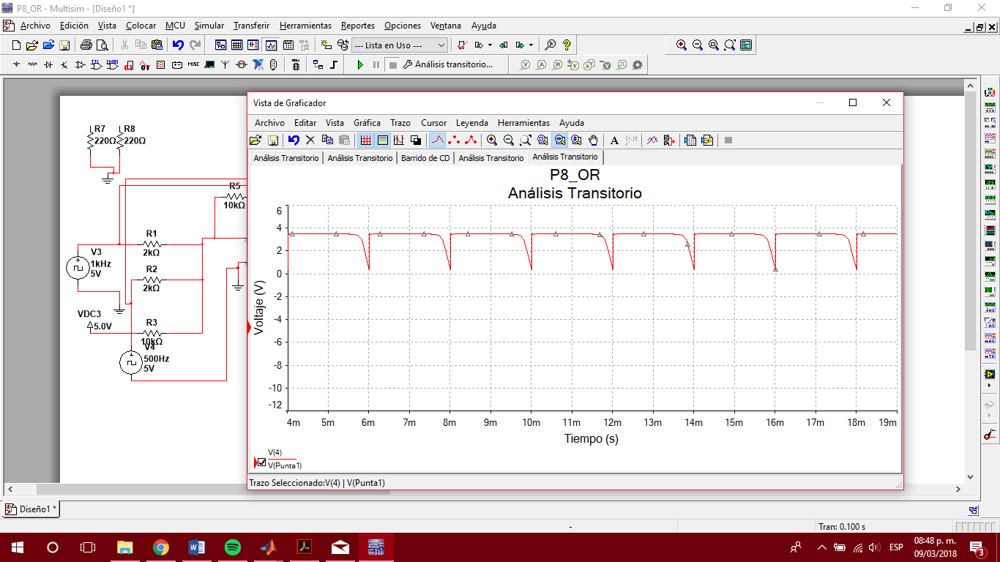 P8_OR - Multisim - [Diseño1 *]
Archivo Edición Vista Colocar MCU Simular Transferir Herramientas Reportes Opciones Ventana Ayuda
--- Lista en Uso ---
MISC Análisis transitorio...
Vista de Graficador
Archivo Editar Vista Gráfica Trazo Cursor Leyenda Herramientas Ayuda
Análisis Transitorio Análisis Transitorio Barrido de CD Análisis Transitorio Análisis Transitorio
P8_OR
Análisis Transitorio
R7
220Ω
R8
220Ω
R5
10kΩ
R1
2kΩ
V3
1kHz
5V
R2
2kΩ
VDC3
5.0V
R3
10kΩ
V4
500Hz
5V
Voltaje (V)
6
4
2
0
-2
-4
-6
-8
-10
-12
4m 5m 6m 7m 8m 9m 10m 11m 12m 13m 14m 15m 16m 17m 18m 19m
Tiempo (s)
V(4)
V(Punta1)
Trazo Seleccionado:V(4) | V(Punta1)
Diseño1 *
-
Tran: 0.100 s
ESP
08:48 p. m.
09/03/2018
3